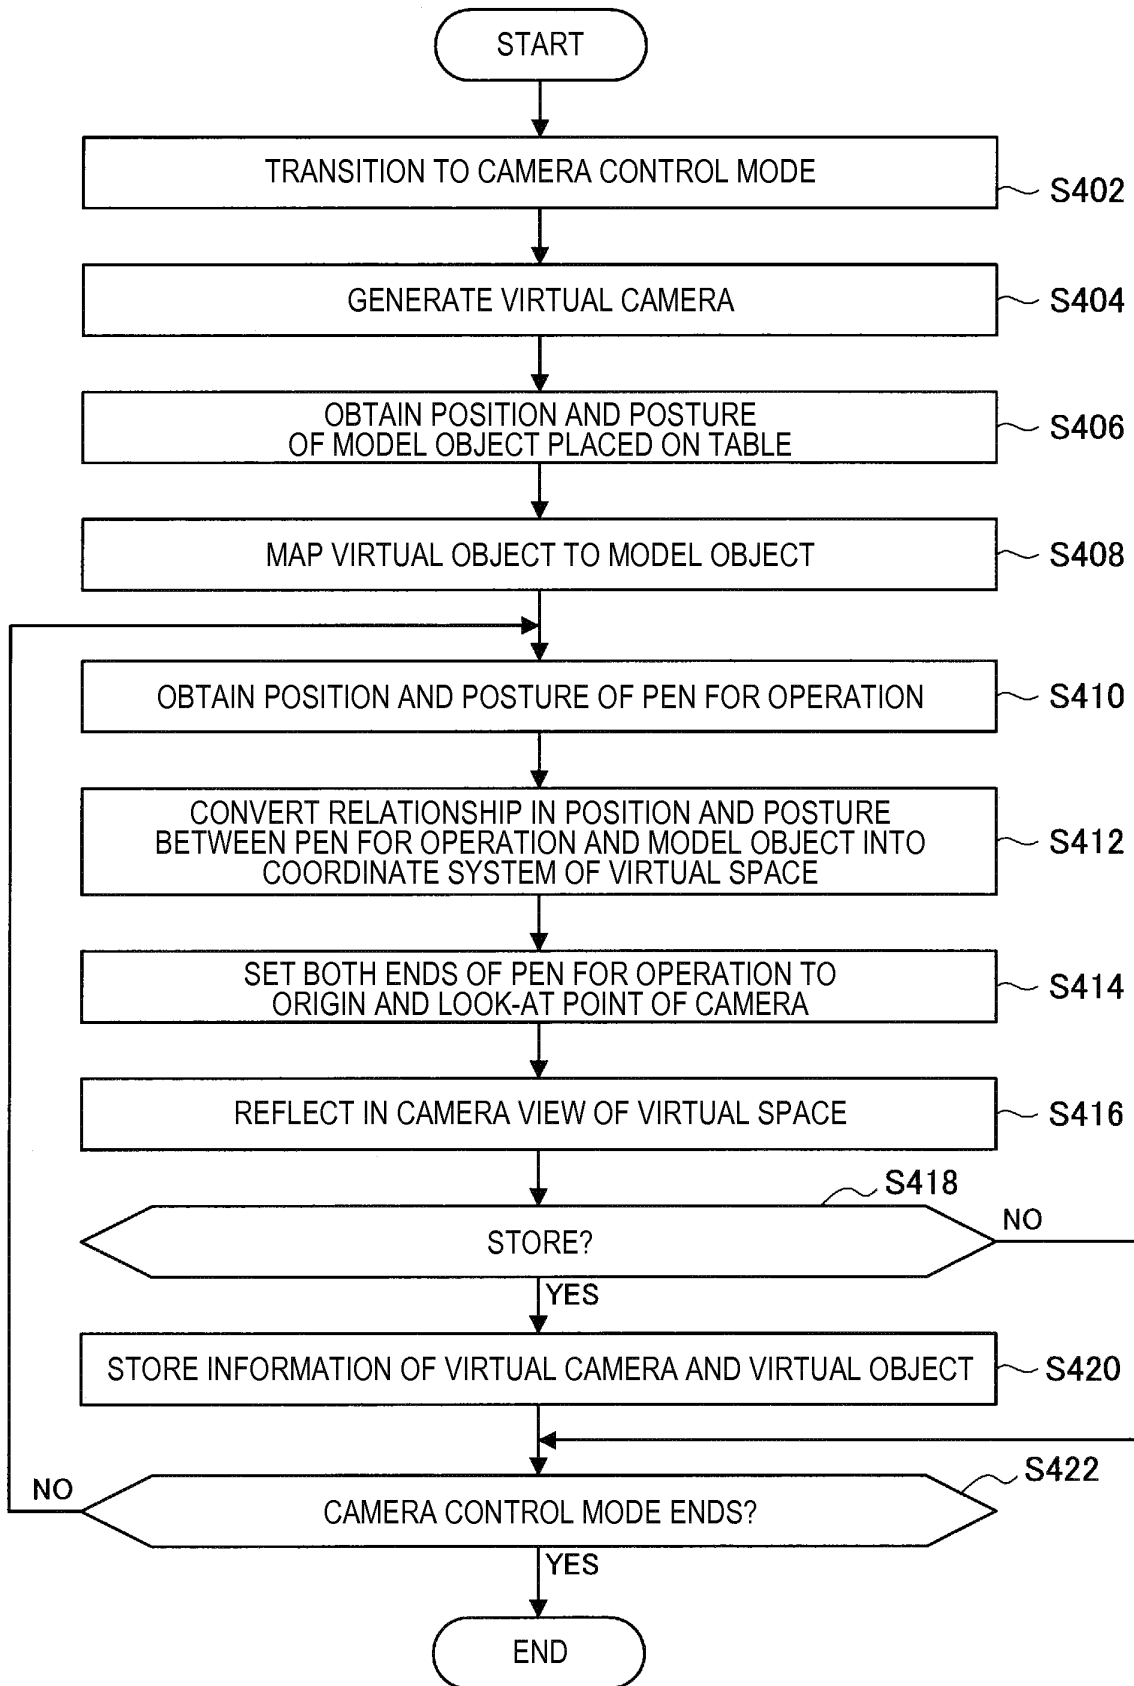 START
TRANSITION TO CAMERA CONTROL MODE
S402
GENERATE VIRTUAL CAMERA
S404
OBTAIN POSITION AND POSTURE
OF MODEL OBJECT PLACED ON TABLE
S406
MAP VIRTUAL OBJECT TO MODEL OBJECT
S408
OBTAIN POSITION AND POSTURE OF PEN FOR OPERATION
S410
CONVERT RELATIONSHIP IN POSITION AND POSTURE
BETWEEN PEN FOR OPERATION AND MODEL OBJECT INTO
COORDINATE SYSTEM OF VIRTUAL SPACE
S412
SET BOTH ENDS OF PEN FOR OPERATION TO
ORIGIN AND LOOK-AT POINT OF CAMERA
S414
REFLECT IN CAMERA VIEW OF VIRTUAL SPACE
S416
S418
STORE?
NO
YES
STORE INFORMATION OF VIRTUAL CAMERA AND VIRTUAL OBJECT
S420
S422
NO
CAMERA CONTROL MODE ENDS?
YES
END